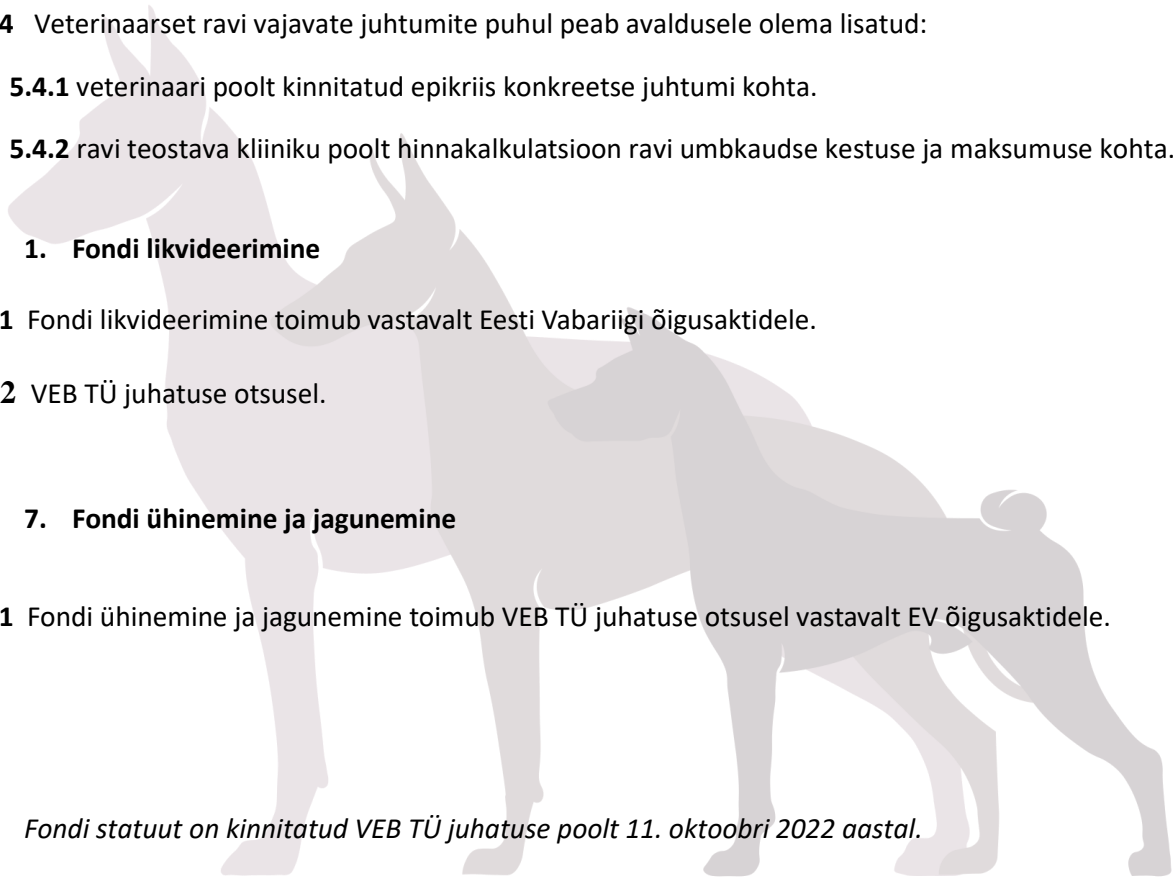 4 Veterinaarset ravi vajavate juhtumite puhul peab avaldusele olema lisatud:
5.4.1 veterinaari poolt kinnitatud epikriis konkreetse juhtumi kohta.
5.4.2 ravi teostava kliiniku poolt hinnakalkulatsioon ravi umbkaudse kestuse ja maksumuse kohta.
1. Fondi likvideerimine
1 Fondi likvideerimine toimub vastavalt Eesti Vabariigi õigusaktidele.
2 VEB TÜ juhatuse otsusel.
7. Fondi ühinemine ja jagunemine
1 Fondi ühinemine ja jagunemine toimub VEB TÜ juhatuse otsusel vastavalt EV õigusaktidele.
Fondi statuut on kinnitatud VEB TÜ juhatuse poolt 11. oktoobri 2022 aastal.